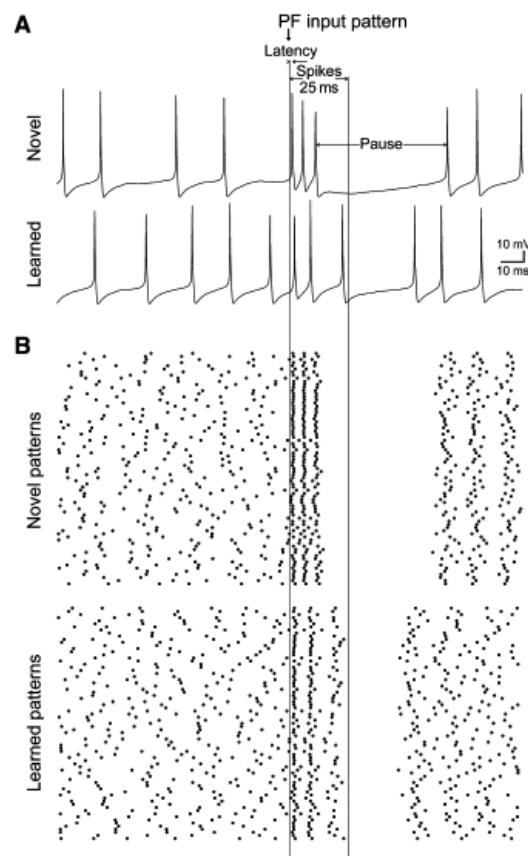 A
PF input pattern
Latency
Spikes
25 ms
Novel
Pause
Learned
10 mV
10 ms
B
Novel patterns
Learned patterns